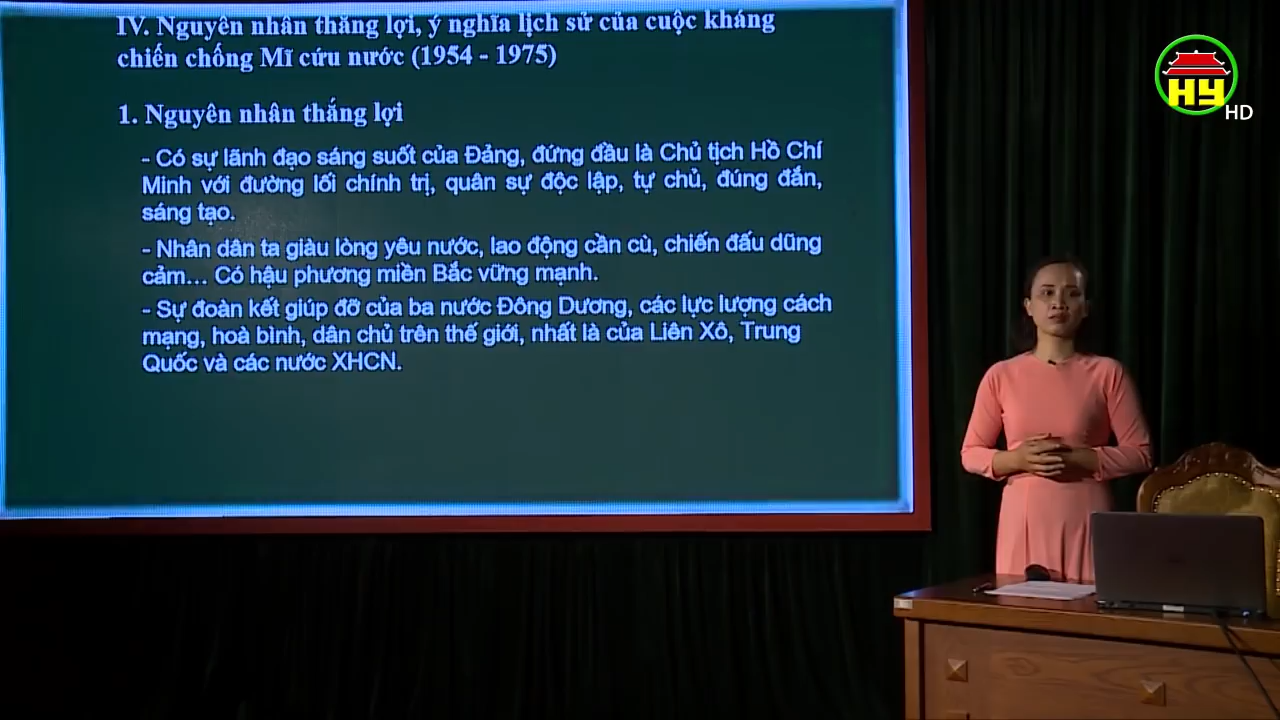 IV. Nguyên nhân thắng lợi, ý nghĩa lịch sử của cuộc kháng
chiến chống Mĩ cứu nước (1954 - 1975)
1. Nguyên nhân thắng lợi
- Có sự lãnh đạo sáng suốt của Đảng, đứng đầu là Chủ tịch Hồ Chí
Minh với đường lối chính trị, quân sự độc lập, tự chủ, đúng đắn,
sáng tạo.
- Nhân dân ta giàu lòng yêu nước, lao động cần cù, chiến đấu dũng
cảm... Có hậu phương miền Bắc vững mạnh.
- Sự đoàn kết giúp đỡ của ba nước Đông Dương, các lực lượng cách
mạng, hoà bình, dân chủ trên thế giới, nhất là của Liên Xô, Trung
Quốc và các nước XHCN.
HY
HD